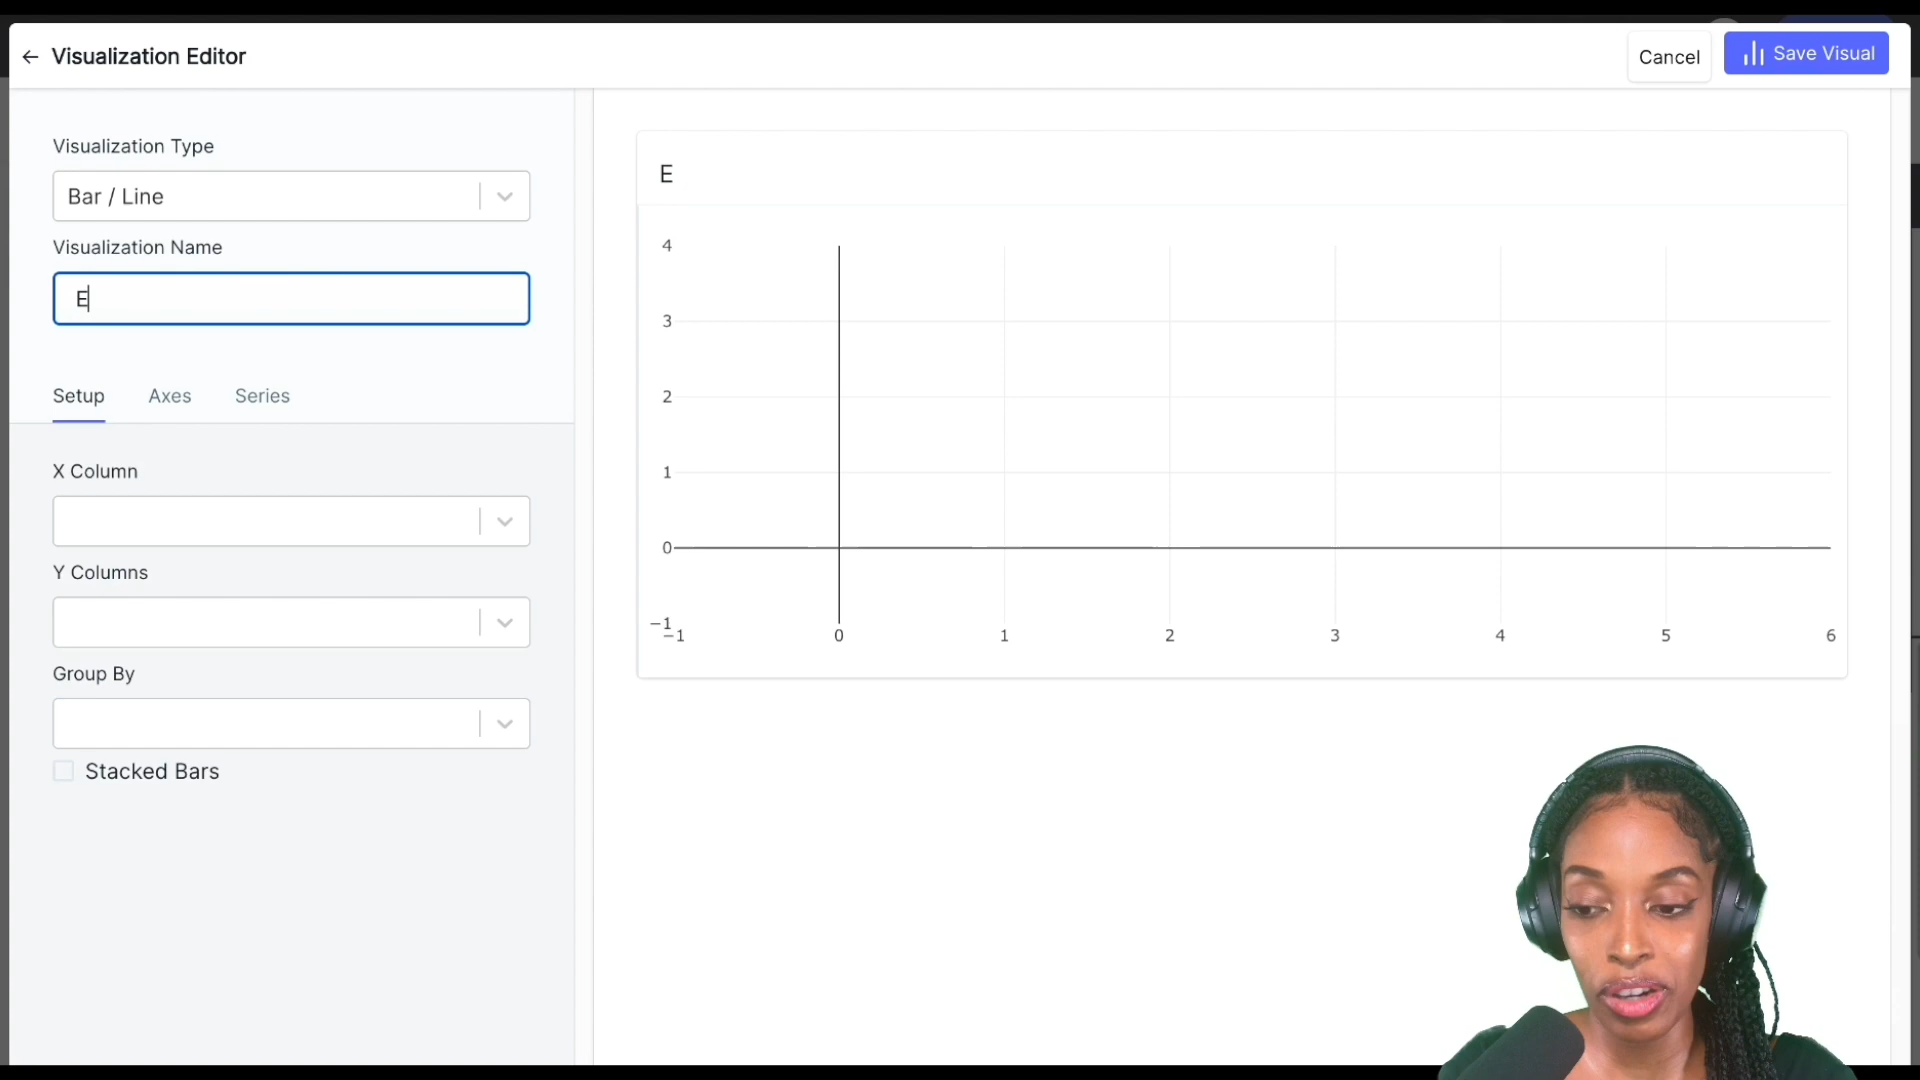 Visualization Editor
Cancel
Save Visual
Visualization Type
Bar / Line
Visualization Name
E
Setup
Axes
Series
X Column
Y Columns
Group By
Stacked Bars
E
4
3
2
1
0
−1
−1 0 1 2 3 4 5 6